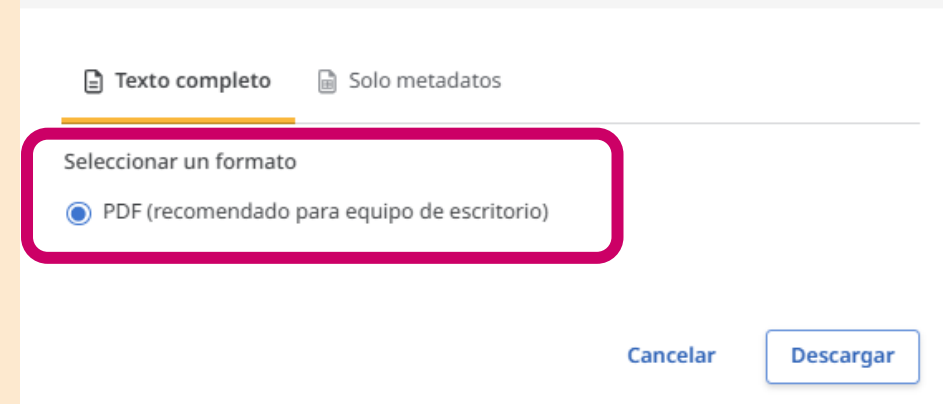 Texto completo
Solo metadatos
Seleccionar un formato
PDF (recomendado para equipo de escritorio)
Cancelar
Descargar